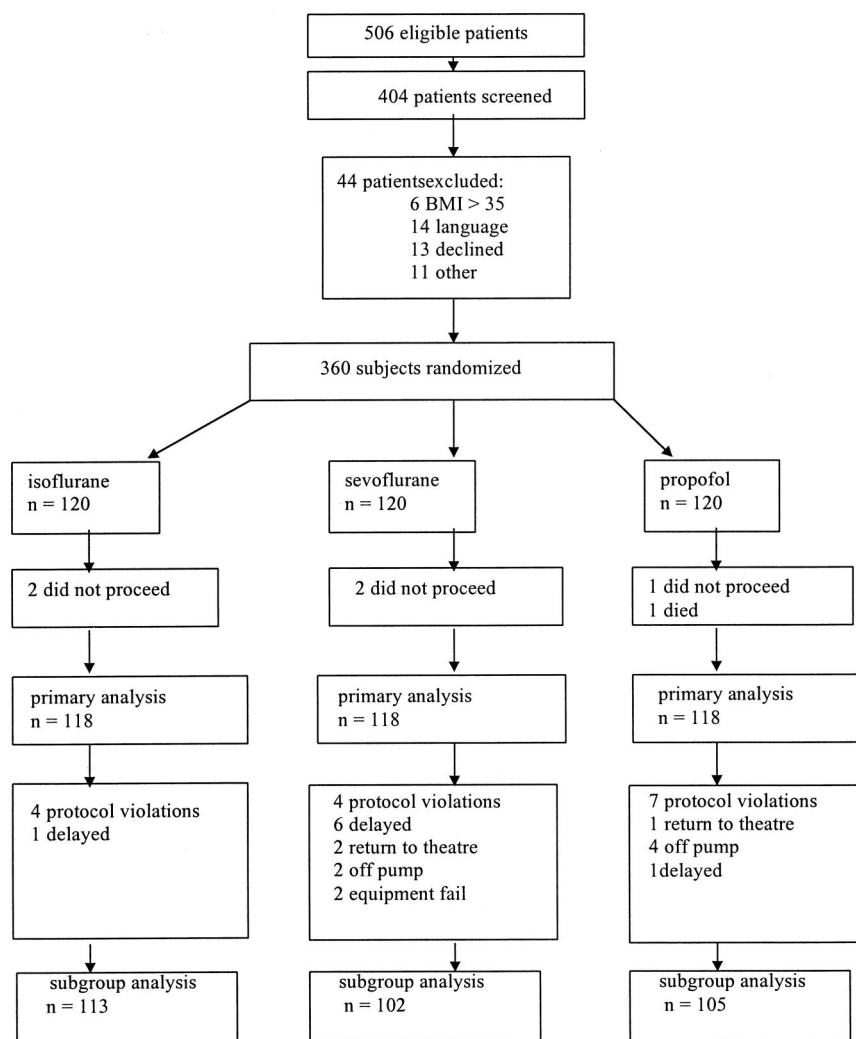 506 eligible patients
404 patients screened
44 patientsexcluded:
6 BMI > 35
14 language
13 declined
11 other
360 subjects randomized
isoflurane
n = 120
sevoflurane
n = 120
propofol
n = 120
2 did not proceed
2 did not proceed
1 did not proceed
1 died
primary analysis
n = 118
primary analysis
n = 118
primary analysis
n = 118
4 protocol violations
1 delayed
4 protocol violations
6 delayed
2 return to theatre
2 off pump
2 equipment fail
7 protocol violations
1 return to theatre
4 off pump
1delayed
subgroup analysis
n = 113
subgroup analysis
n = 102
subgroup analysis
n = 105